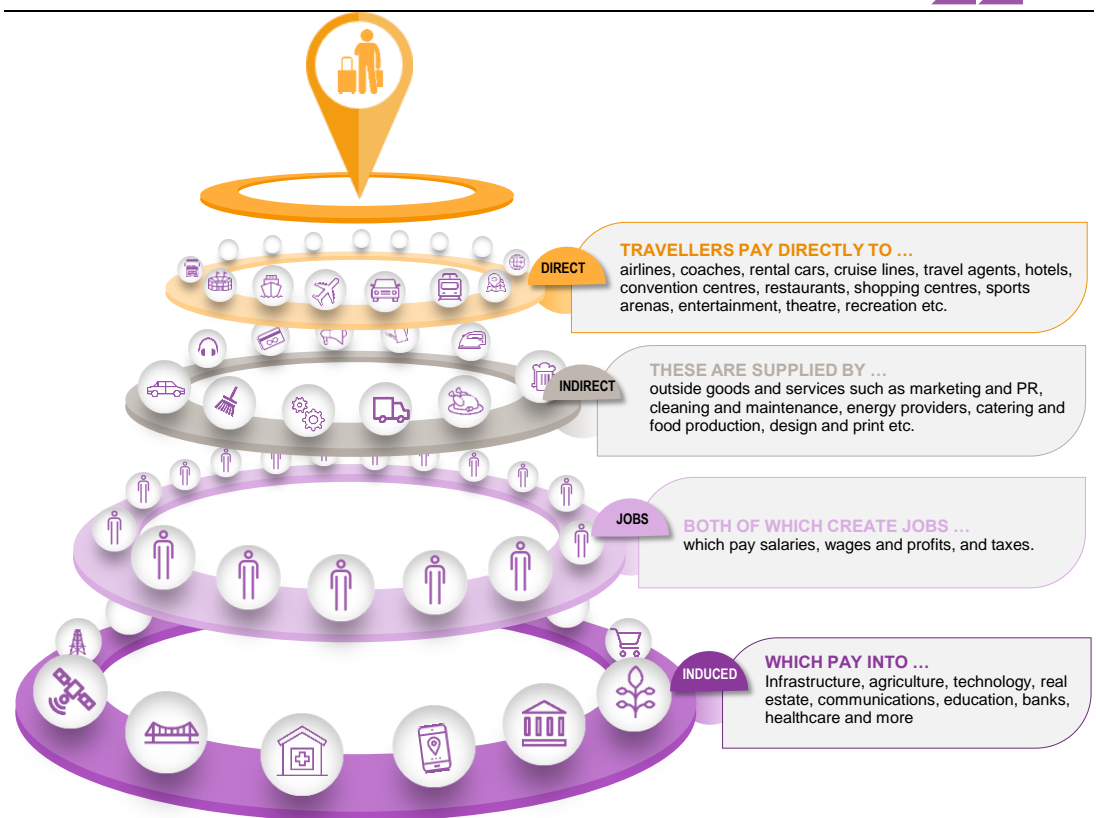 DIRECT
TRAVELLERS PAY DIRECTLY TO …
airlines, coaches, rental cars, cruise lines, travel agents, hotels,
convention centres, restaurants, shopping centres, sports
arenas, entertainment, theatre, recreation etc.
INDIRECT
THESE ARE SUPPLIED BY …
outside goods and services such as marketing and PR,
cleaning and maintenance, energy providers, catering and
food production, design and print etc.
JOBS
BOTH OF WHICH CREATE JOBS …
which pay salaries, wages and profits, and taxes.
INDUCED
WHICH PAY INTO …
Infrastructure, agriculture, technology, real
estate, communications, education, banks,
healthcare and more